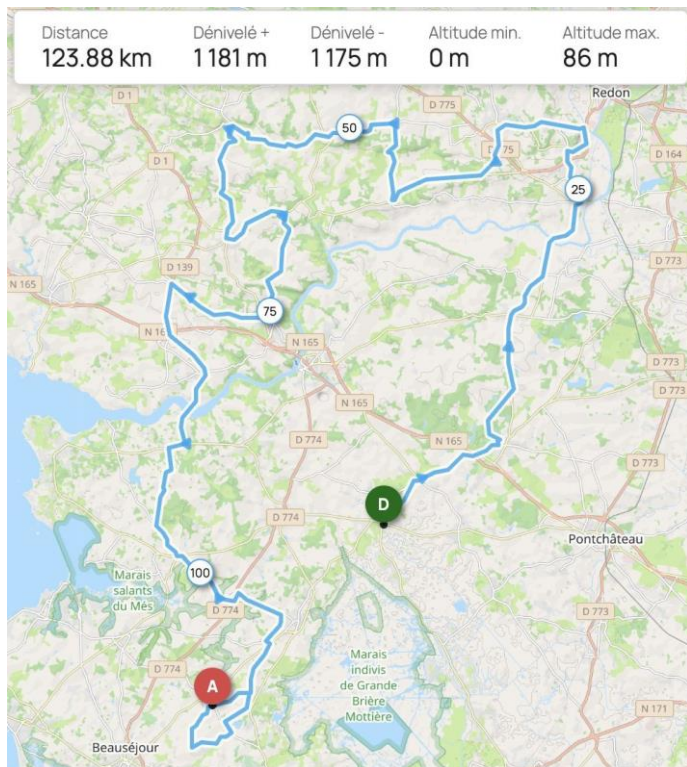 Distance
123.88 km
Dénivelé +
1 181 m
Dénivelé -
1 175 m
Altitude min.
0 m
Altitude max.
86 m
D 1
D 775
Redon
50
D 1
75
D 164
25
D 773
D 139
N 165
75
N 16
N 165
N 165
D 773
D 773
D 774
N 165
D 773
D
D 774
Pontchâteau
100
Marais
salants
du Més
D 774
D 773
D 774
Marais
indivis
de Grande
Brière
Mottière
A
N 171
Beauséjour